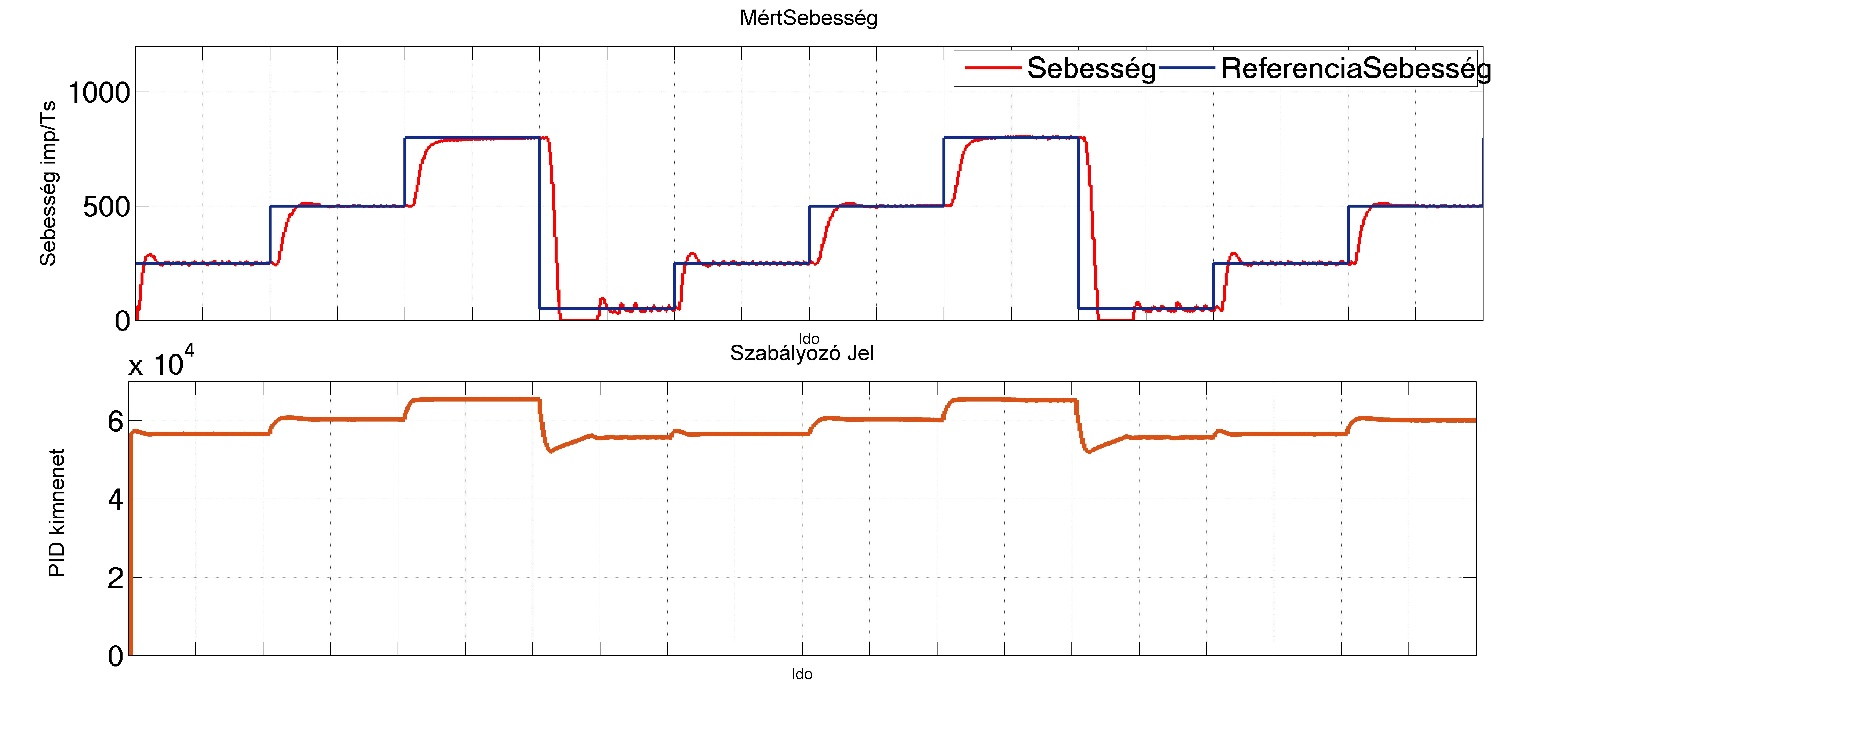 MértSebesség
Sebesség ReferenciaSebesség
Sebesség imp/Ts
1000
500
0
Ido
Szabályozó Jel
x 10^4
PID kimnenet
6
4
2
0
Ido